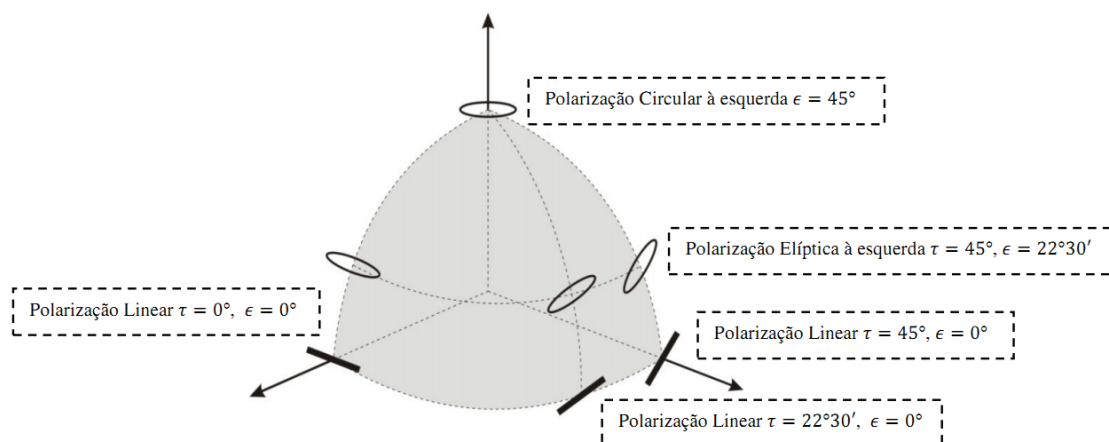 Polarização Circular à esquerda ϵ = 45°
Polarização Elíptica à esquerda τ = 45°, ϵ = 22°30′
Polarização Linear τ = 0°, ϵ = 0°
Polarização Linear τ = 45°, ϵ = 0°
Polarização Linear τ = 22°30′, ϵ = 0°